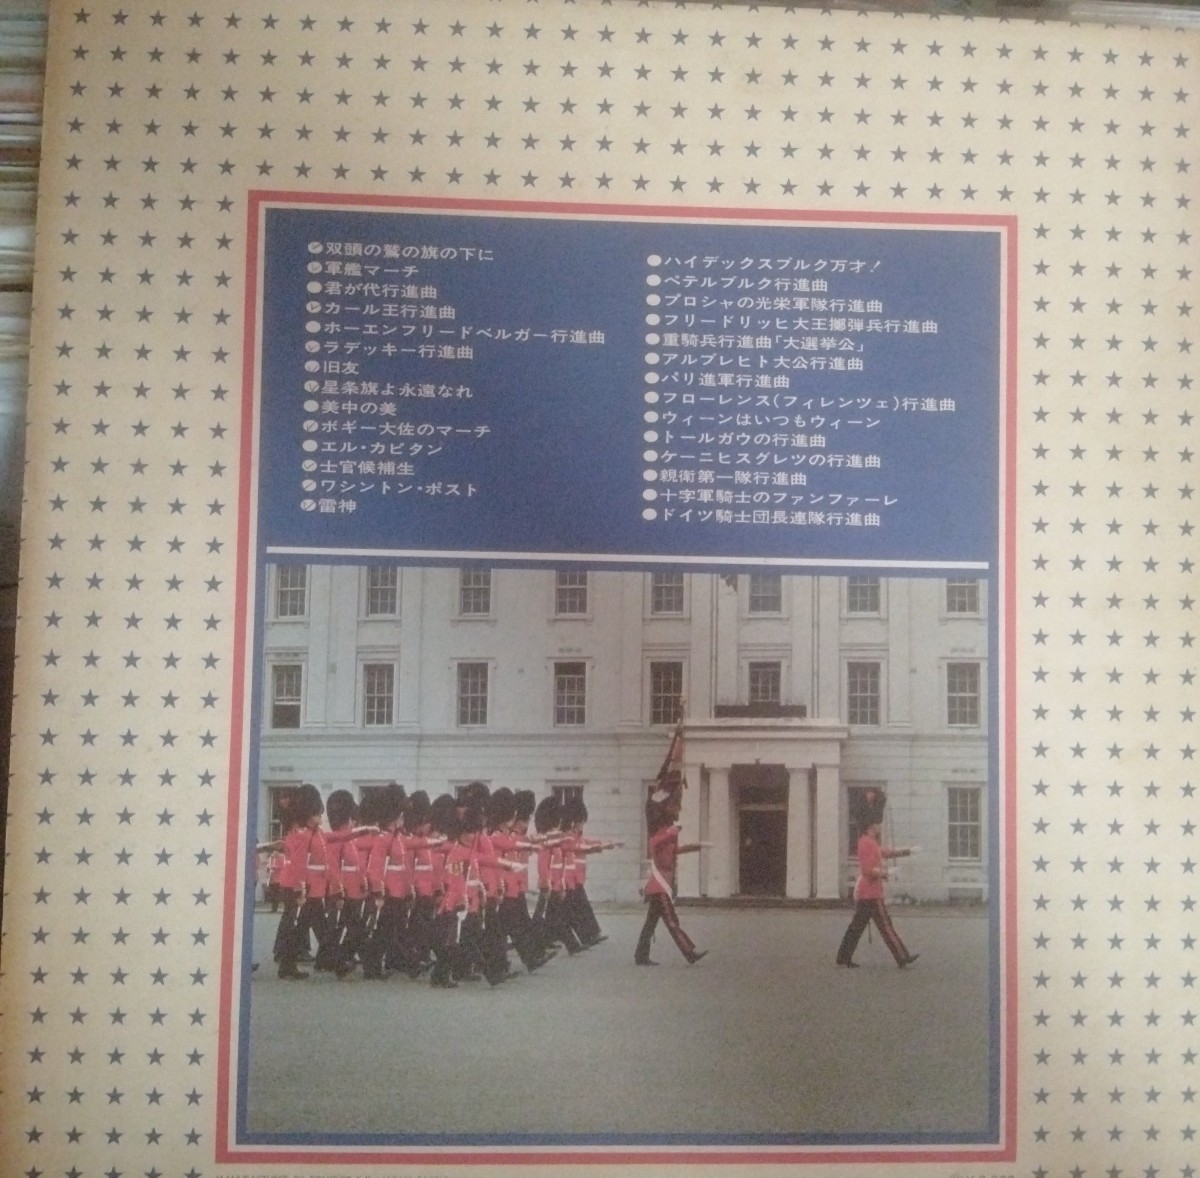 双頭の鷲の旗の下に
軍艦マーチ
君が代行進曲
カール王行進曲
ホーエンフリードベルガー行進曲
ラデッキー行進曲
旧友
星条旗よ永遠なれ
美中の美
ボギー大佐のマーチ
エル・カピタン
士官候補生
ワシントン・ポスト
雷神
ハイデックスブルク万才！
ペテルブルク行進曲
プロシャの光栄軍隊行進曲
フリードリッヒ大王擲弾兵行進曲
重騎兵行進曲「大選挙公」
アルブレヒト大公行進曲
パリ進軍行進曲
フローレンス(フィレンツェ)行進曲
ウィーンはいつもウィーン
トールガウの行進曲
ケーニヒスグレツの行進曲
親衛第一隊行進曲
十字軍騎士のファンファーレ
ドイツ騎士団長連隊行進曲